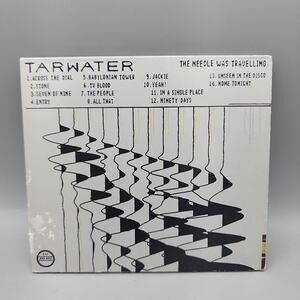 TARWATER
THE NEEDLE WAS TRAVELLING
1.ACROSS THE DIAL
2.STONE
3.SEVEN OF NINE
4.ENTRY
5.BABYLONIAN TOWER
6.TV BLOOD
7.THE PEOPLE
8.ALL THAT
9.JACKIE
10.YEAH!
11.IN A SINGLE PLACE
12.NINETY DAYS
13.UNSEEN IN THE DISCO
14.HOME TONIGHT